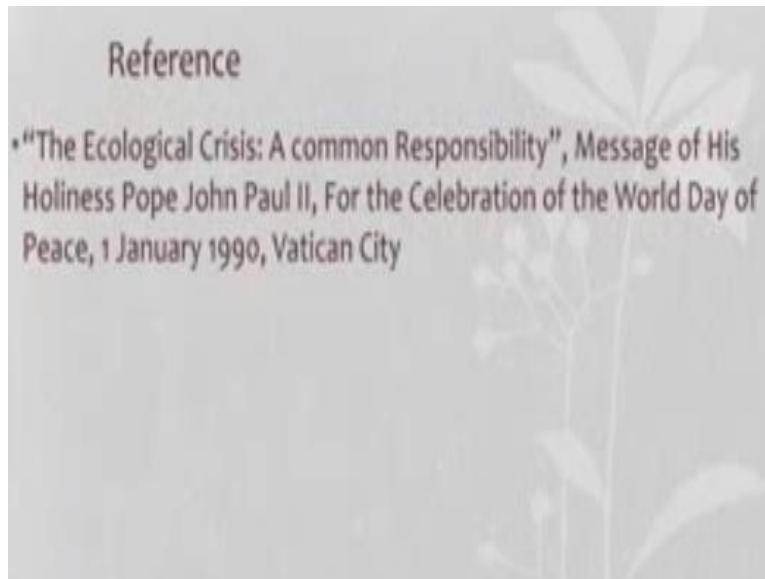 Reference
•“The Ecological Crisis: A common Responsibility”, Message of His
Holiness Pope John Paul II, For the Celebration of the World Day of
Peace, 1 January 1990, Vatican City